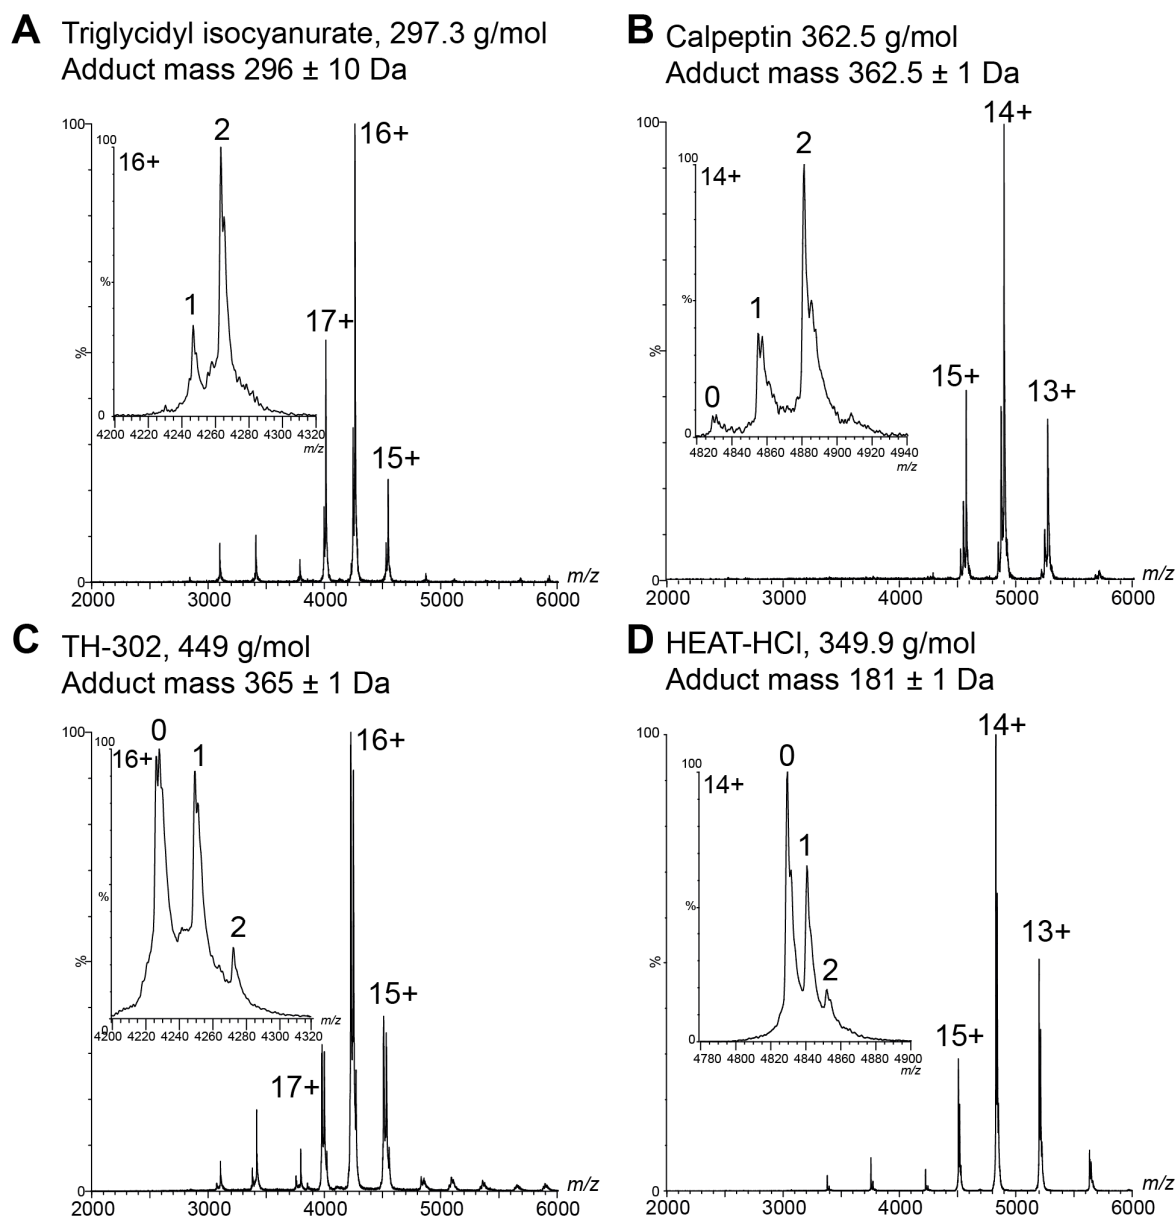 A Triglycidyl isocyanurate, 297.3 g/mol
Adduct mass 296 ± 10 Da
100
16+
17+
15+
%
0
2000 3000 4000 5000 6000 m/z
100
16+
2
1
%
0
4200 4220 4240 4260 4280 4300 4320
m/z
B Calpeptin 362.5 g/mol
Adduct mass 362.5 ± 1 Da
100
14+
15+
13+
%
0
2000 3000 4000 5000 6000 m/z
100
14+
2
1
0
%
0
4820 4840 4860 4880 4900 4920 4940
m/z
C TH-302, 449 g/mol
Adduct mass 365 ± 1 Da
100
16+
15+
17+
%
0
2000 3000 4000 5000 6000 m/z
100
16+
0
1
2
%
0
4200 4220 4240 4260 4280 4300 4320 m/z
D HEAT-HCl, 349.9 g/mol
Adduct mass 181 ± 1 Da
100
14+
13+
15+
%
0
2000 3000 4000 5000 6000 m/z
100
14+
0
1
2
%
0
4780 4800 4820 4840 4860 4880 4900
m/z